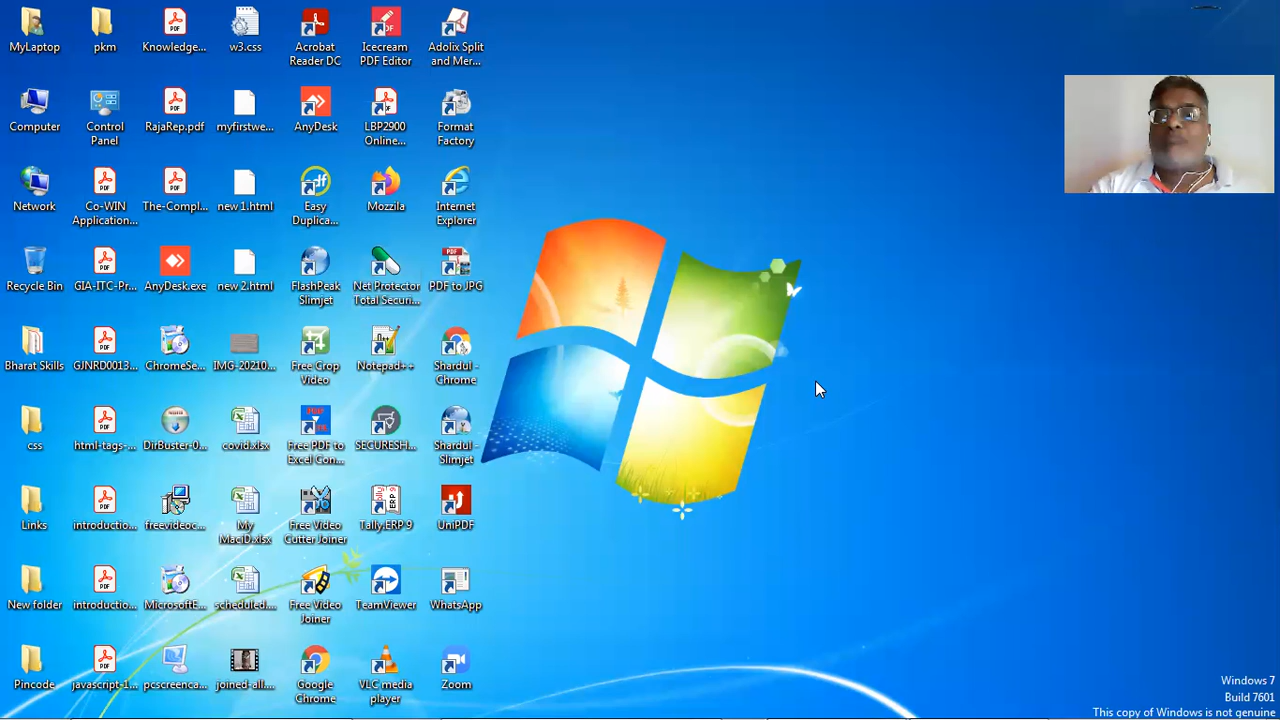 MyLaptop
pkm
Knowledge...
w3.css
Acrobat
Reader DC
Icecream
PDF Editor
Adolix Split
and Mer...
Computer
Control
Panel
RajaRep.pdf
myfirstwe...
AnyDesk
LBP2900
Online...
Format
Factory
Network
Co-WIN
Application...
The-Compl...
new 1.html
Easy
Duplica...
Mozzila
Internet
Explorer
Recycle Bin
GIA-ITC-Pr...
AnyDesk.exe
new 2.html
FlashPeak
Slimjet
Net Protector
Total Securi...
PDF to JPG
Bharat Skills
GJNRD0013...
ChromeSe...
IMG-20210...
Free Crop
Video
Notepad++
Shardul -
Chrome
css
html-tags-...
DirBuster-0...
covid.xlsx
Free PDF to
Excel Con...
SECURESH...
Shardul -
Slimjet
Links
introductio...
freevideoc...
My
MaciD.xlsx
Free Video
Cutter Joiner
Tally.ERP 9
UniPDF
New folder
introductio...
MicrosoftE...
scheduled....
Free Video
Joiner
TeamViewer
WhatsApp
Pincode
javascript-1...
pcscreenca...
joined-all....
Google
Chrome
VLC media
player
Zoom
Windows 7
Build 7601
This copy of Windows is not genuine